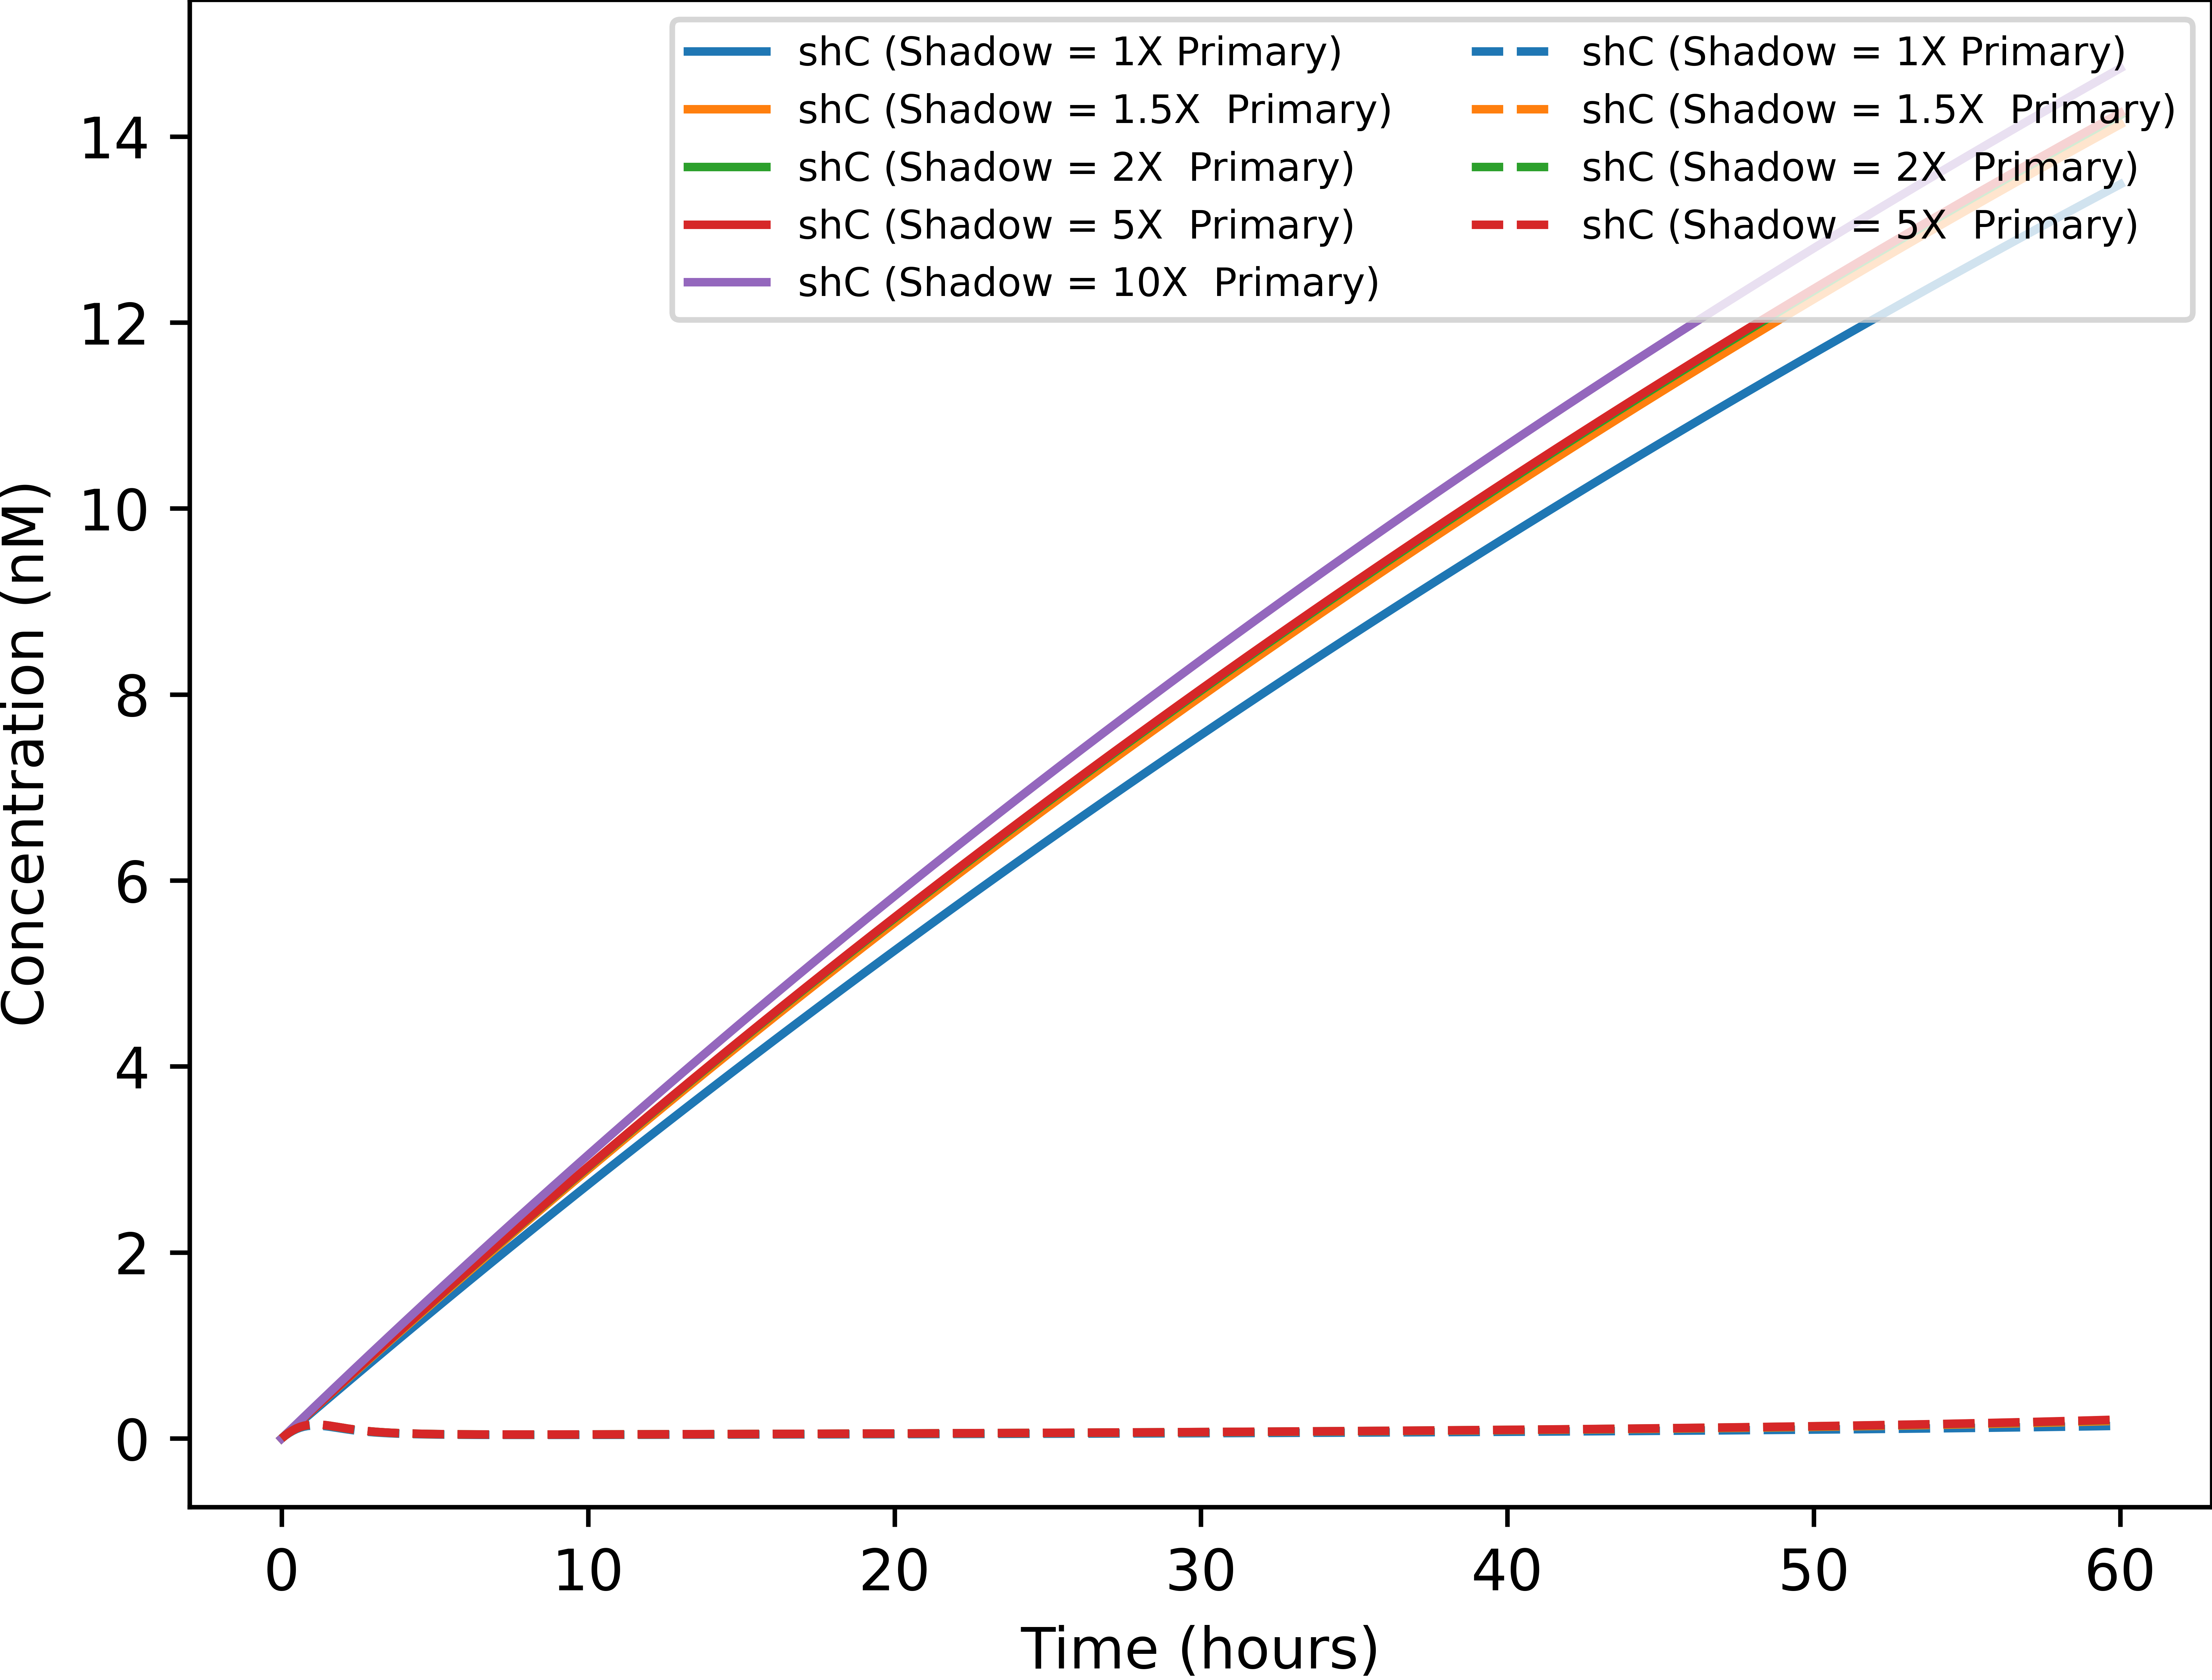 shC (Shadow = 1X Primary)
shC (Shadow = 1.5X  Primary)
shC (Shadow = 2X  Primary)
shC (Shadow = 5X  Primary)
shC (Shadow = 10X  Primary)
shC (Shadow = 1X Primary)
shC (Shadow = 1.5X  Primary)
shC (Shadow = 2X  Primary)
shC (Shadow = 5X  Primary)
Concentration (nM)
14
12
10
8
6
4
2
0
0 10 20 30 40 50 60
Time (hours)